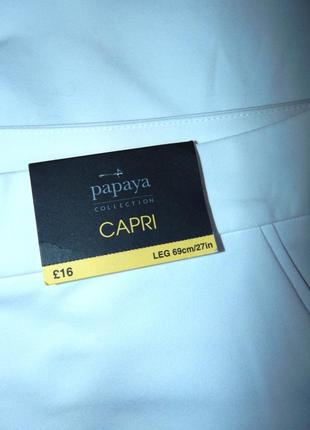 papaya
COLLECTION
CAPRI
£16
LEG 69cm/27in